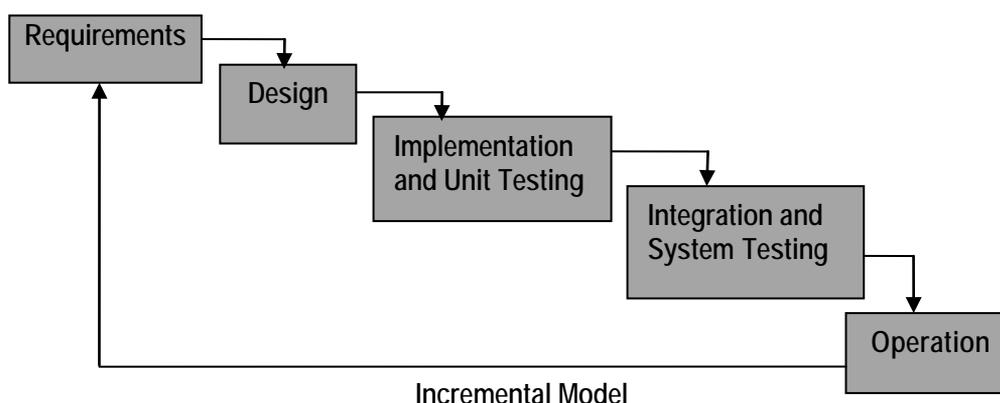 Requirements
Design
Implementation
and Unit Testing
Integration and
System Testing
Operation
Incremental Model